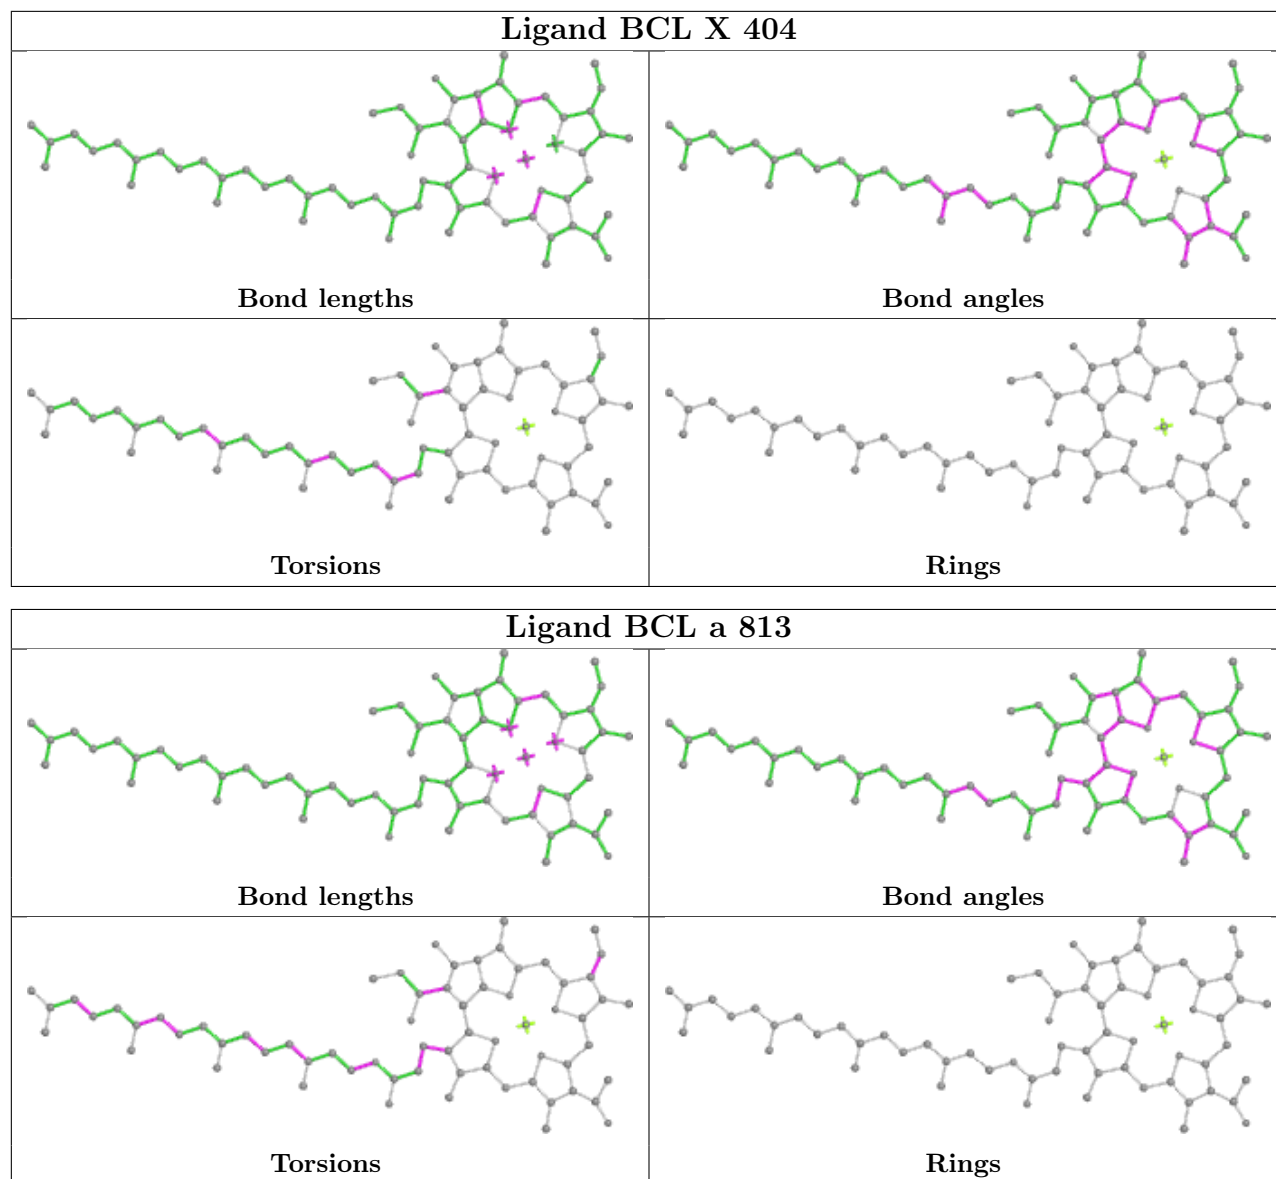 Ligand BCL X 404
Bond lengths
Bond angles
Torsions
Rings
Ligand BCL a 813
Bond lengths
Bond angles
Torsions
Rings